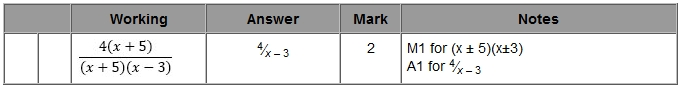 Working Answer Mark Notes
4(x + 5)
(x + 5)(x − 3)
4/x – 3
2
M1 for (x ± 5)(x±3)
A1 for 4/x – 3